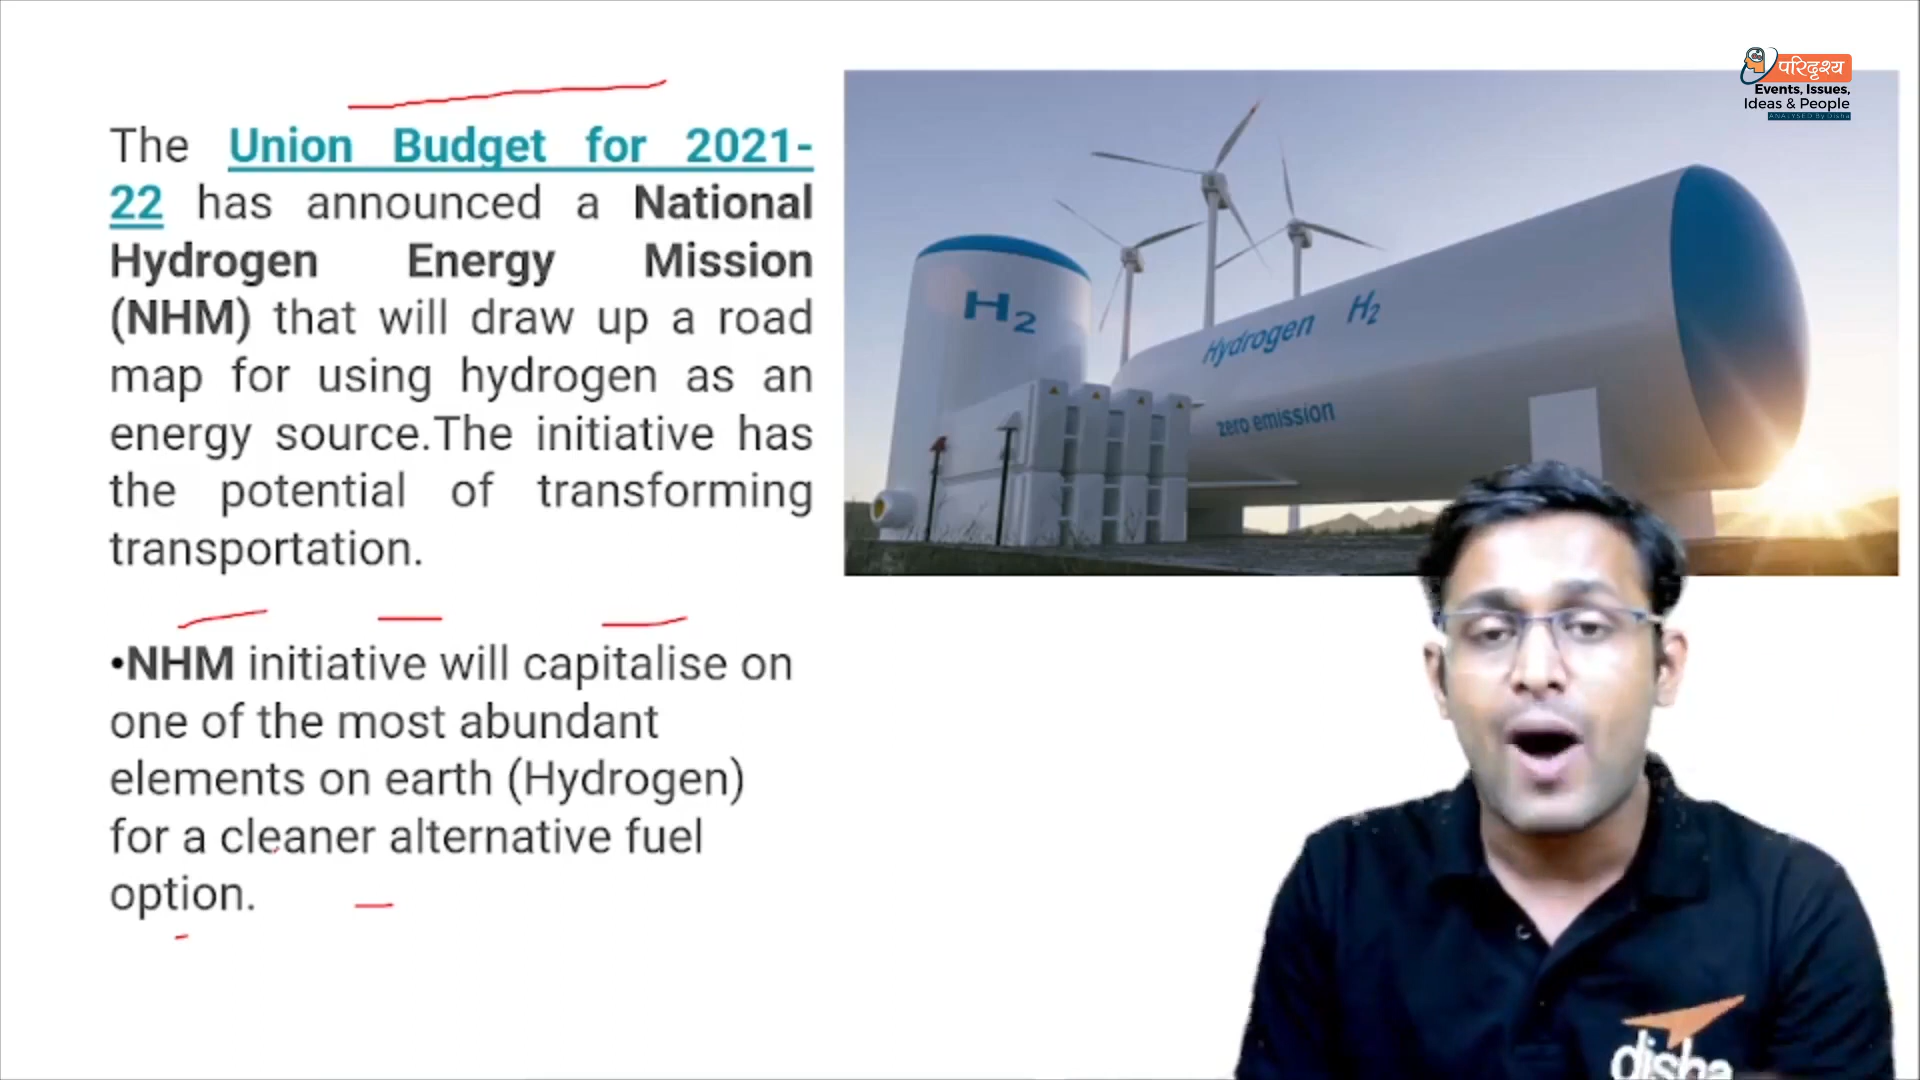 The Union Budget for 2021-
22 has announced a National
Hydrogen Energy Mission
(NHM) that will draw up a road
map for using hydrogen as an
energy source.The initiative has
the potential of transforming
transportation.
•NHM initiative will capitalise on
one of the most abundant
elements on earth (Hydrogen)
for a cleaner alternative fuel
option.
H2
Hydrogen H2
zero emission
परिदृश्य
Events, Issues,
Ideas & People
ANALYSED By Disha
disha